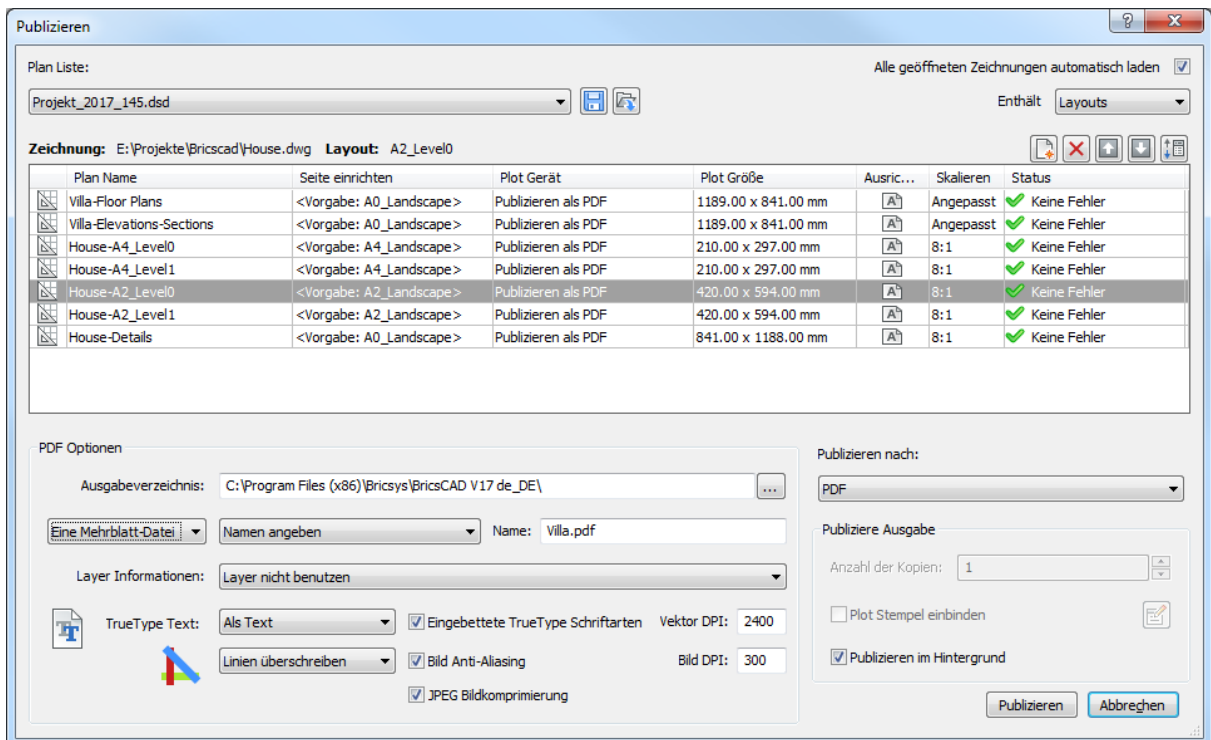 Publizieren
Plan Liste:
Alle geöffneten Zeichnungen automatisch laden
Projekt_2017_145.dsd
Enthält Layouts
Zeichnung: E:\Projekte\Bricscad\House.dwg Layout: A2_Level0
Plan Name Seite einrichten Plot Gerät Plot Größe Ausric... Skalieren Status
Villa-Floor Plans <Vorgabe: A0_Landscape> Publizieren als PDF 1189.00 x 841.00 mm A Angepasst Keine Fehler
Villa-Elevations-Sections <Vorgabe: A0_Landscape> Publizieren als PDF 1189.00 x 841.00 mm A Angepasst Keine Fehler
House-A4_Level0 <Vorgabe: A4_Landscape> Publizieren als PDF 210.00 x 297.00 mm A 8:1 Keine Fehler
House-A4_Level1 <Vorgabe: A4_Landscape> Publizieren als PDF 210.00 x 297.00 mm A 8:1 Keine Fehler
House-A2_Level0 <Vorgabe: A2_Landscape> Publizieren als PDF 420.00 x 594.00 mm A 8:1 Keine Fehler
House-A2_Level1 <Vorgabe: A2_Landscape> Publizieren als PDF 420.00 x 594.00 mm A 8:1 Keine Fehler
House-Details <Vorgabe: A0_Landscape> Publizieren als PDF 841.00 x 1188.00 mm A 8:1 Keine Fehler
PDF Optionen
Ausgabeverzeichnis: C:\Program Files (x86)\Bricsys\BricsCAD V17 de_DE\ ...
Eine Mehrblatt-Datei Namen angeben Name: Villa.pdf
Layer Informationen: Layer nicht benutzen
TrueType Text: Als Text Eingebettete TrueType Schriftarten Vektor DPI: 2400
Linien überschreiben Bild Anti-Aliasing Bild DPI: 300
JPEG Bildkomprimierung
Publizieren nach:
PDF
Publiziere Ausgabe
Anzahl der Kopien: 1
Plot Stempel einbinden
Publizieren im Hintergrund
Publizieren Abbrechen